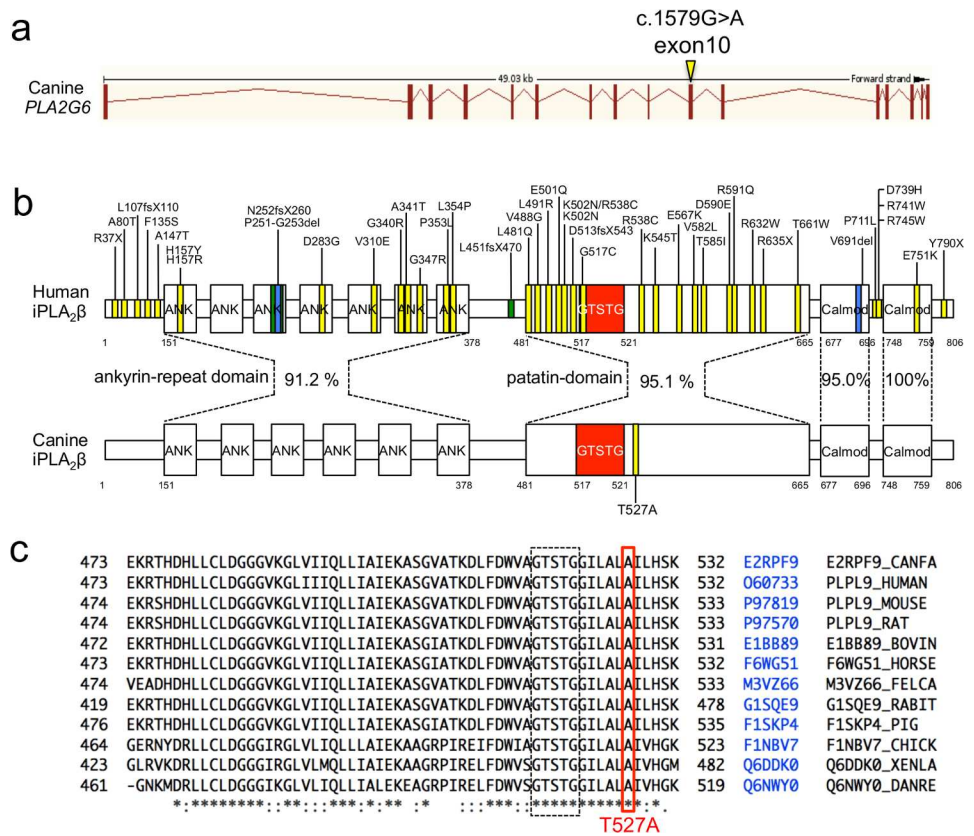 a
c.1579G>A
exon10
Canine
PLA2G6
49.03 kb
Forward strand
b
L107fsX110
A80T
F135S
R37X
A147T
H157Y
H157R
N252fsX260
P251-G253del
D283G
V310E
A341T
G340R
G347R
L354P
P353L
L451fsX470
L481Q
V488G
L491R
E501Q
K502N/R538C
K502N
D513fsX543
G517C
R538C
K545T
E567K
D590E
V582L
T585I
R591Q
R632W
R635X
T661W
P711L
V691del
D739H
R741W
R745W
E751K
Y790X
Human
iPLA₂β
ANK ANK ANK ANK ANK ANK ANK GTSTG Calmod Calmod
1 151 378 481 517 521 665 677 696 748 759 806
ankyrin-repeat domain 91.2 % patatin-domain 95.1 % 95.0% 100%
Canine
iPLA₂β
ANK ANK ANK ANK ANK ANK GTSTG Calmod Calmod
1 151 378 481 517 521 665 677 696 748 759 806
T527A
c
473 EKRTHDHLLCLDGGGVKGLVIIQLLIAIEKASGVATKDLFDWVAGTSTGGILALAILHSK 532 E2RPF9 E2RPF9_CANFA
473 EKRTHDHLLCLDGGGVKGLIIIQLLIAIEKASGVATKDLFDWVAGTSTGGILALAILHSK 532 O60733 PLPL9_HUMAN
474 EKRSHDHLLCLDGGGVKGLVIIQLLIAIEKASGVATKDLFDWVAGTSTGGILALAILHSK 533 P97819 PLPL9_MOUSE
474 EKRSHDHLLCLDGGGVKGLVIIQLLIAIEKASGVATKDLFDWVAGTSTGGILALAILHSK 533 P97570 PLPL9_RAT
472 EKRTHDHLLCLDGGGVKGLVIIQLLIAIEKASGVATKDLFDWVAGTSTGGILALAILHSK 531 E1BB89 E1BB89_BOVIN
473 EKRTHDHLLCLDGGGVKGLVIIQLLIAIEKASGVATKDLFDWVAGTSTGGILALAILHSK 532 F6WG51 F6WG51_HORSE
474 VEADHDHLLCLDGGGVKGLVIIQLLIAIEKASGVATKDLFDWVAGTSTGGILALAILHSK 533 M3VZ66 M3VZ66_FELCA
419 EKRTHDHLLCLDGGGVKGLVIIQLLIAIEKASGVATKDLFDWVAGTSTGGILALAILHSK 478 G1SQE9 G1SQE9_RABIT
476 EKRTHDHLLCLDGGGVKGLVIIQLLIAIEKASGVATKDLFDWVAGTSTGGILALAILHSK 535 F1SKP4 F1SKP4_PIG
464 GERNYDRLLCLDGGGIRGLVLIQLLLAIEKAAGRPIREIFDWIAGTSTGGILALAIVHGK 523 F1NBV7 F1NBV7_CHICK
423 GLRVKDRLLCLDGGGIRGLVLMQLLIAIEKAAGRPIRELFDWVSGTSTGGILALAIVHGM 482 Q6DDK0 Q6DDK0_XENLA
461 -GNKMDRLLCLDGGGIKGLVLIQLLIALEKEAGRPIRELFDWVSGTSTGGILALAIVHGK 519 Q6NWY0 Q6NWY0_DANRE
T527A